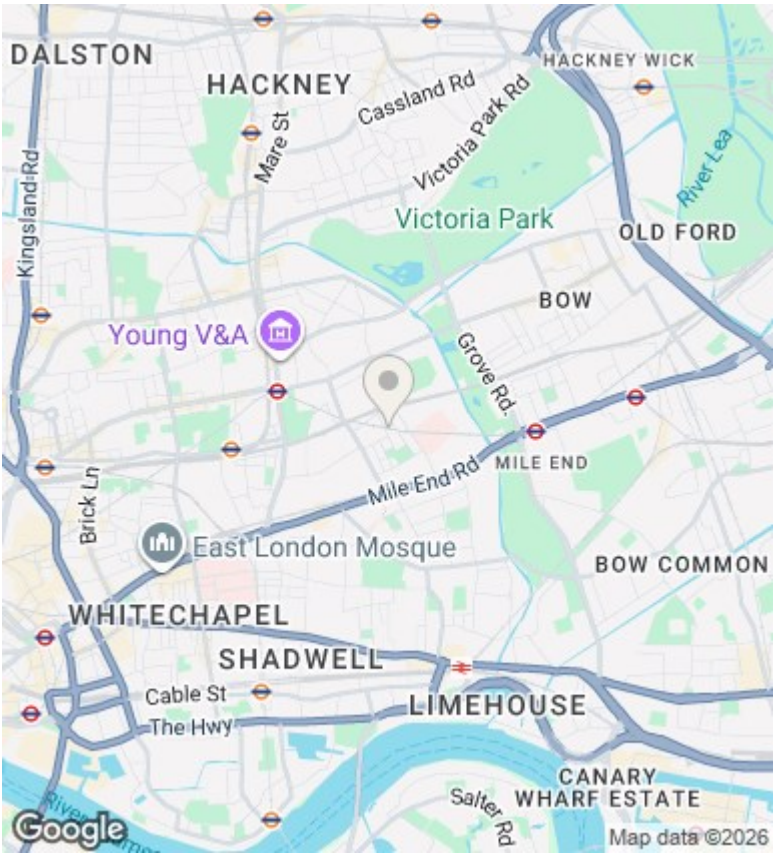 DALSTON
HACKNEY
HACKNEY WICK
Cassland Rd
Mare St
Victoria Park Rd
River Lea
Kingsland Rd
Victoria Park
OLD FORD
BOW
Young V&A
Grove Rd.
MILE END
Mile End Rd
Brick Ln
East London Mosque
BOW COMMON
WHITECHAPEL
SHADWELL
Cable St
LIMEHOUSE
The Hwy
CANARY
WHARF ESTATE
Salter Rd
River
Google
Map data ©2026